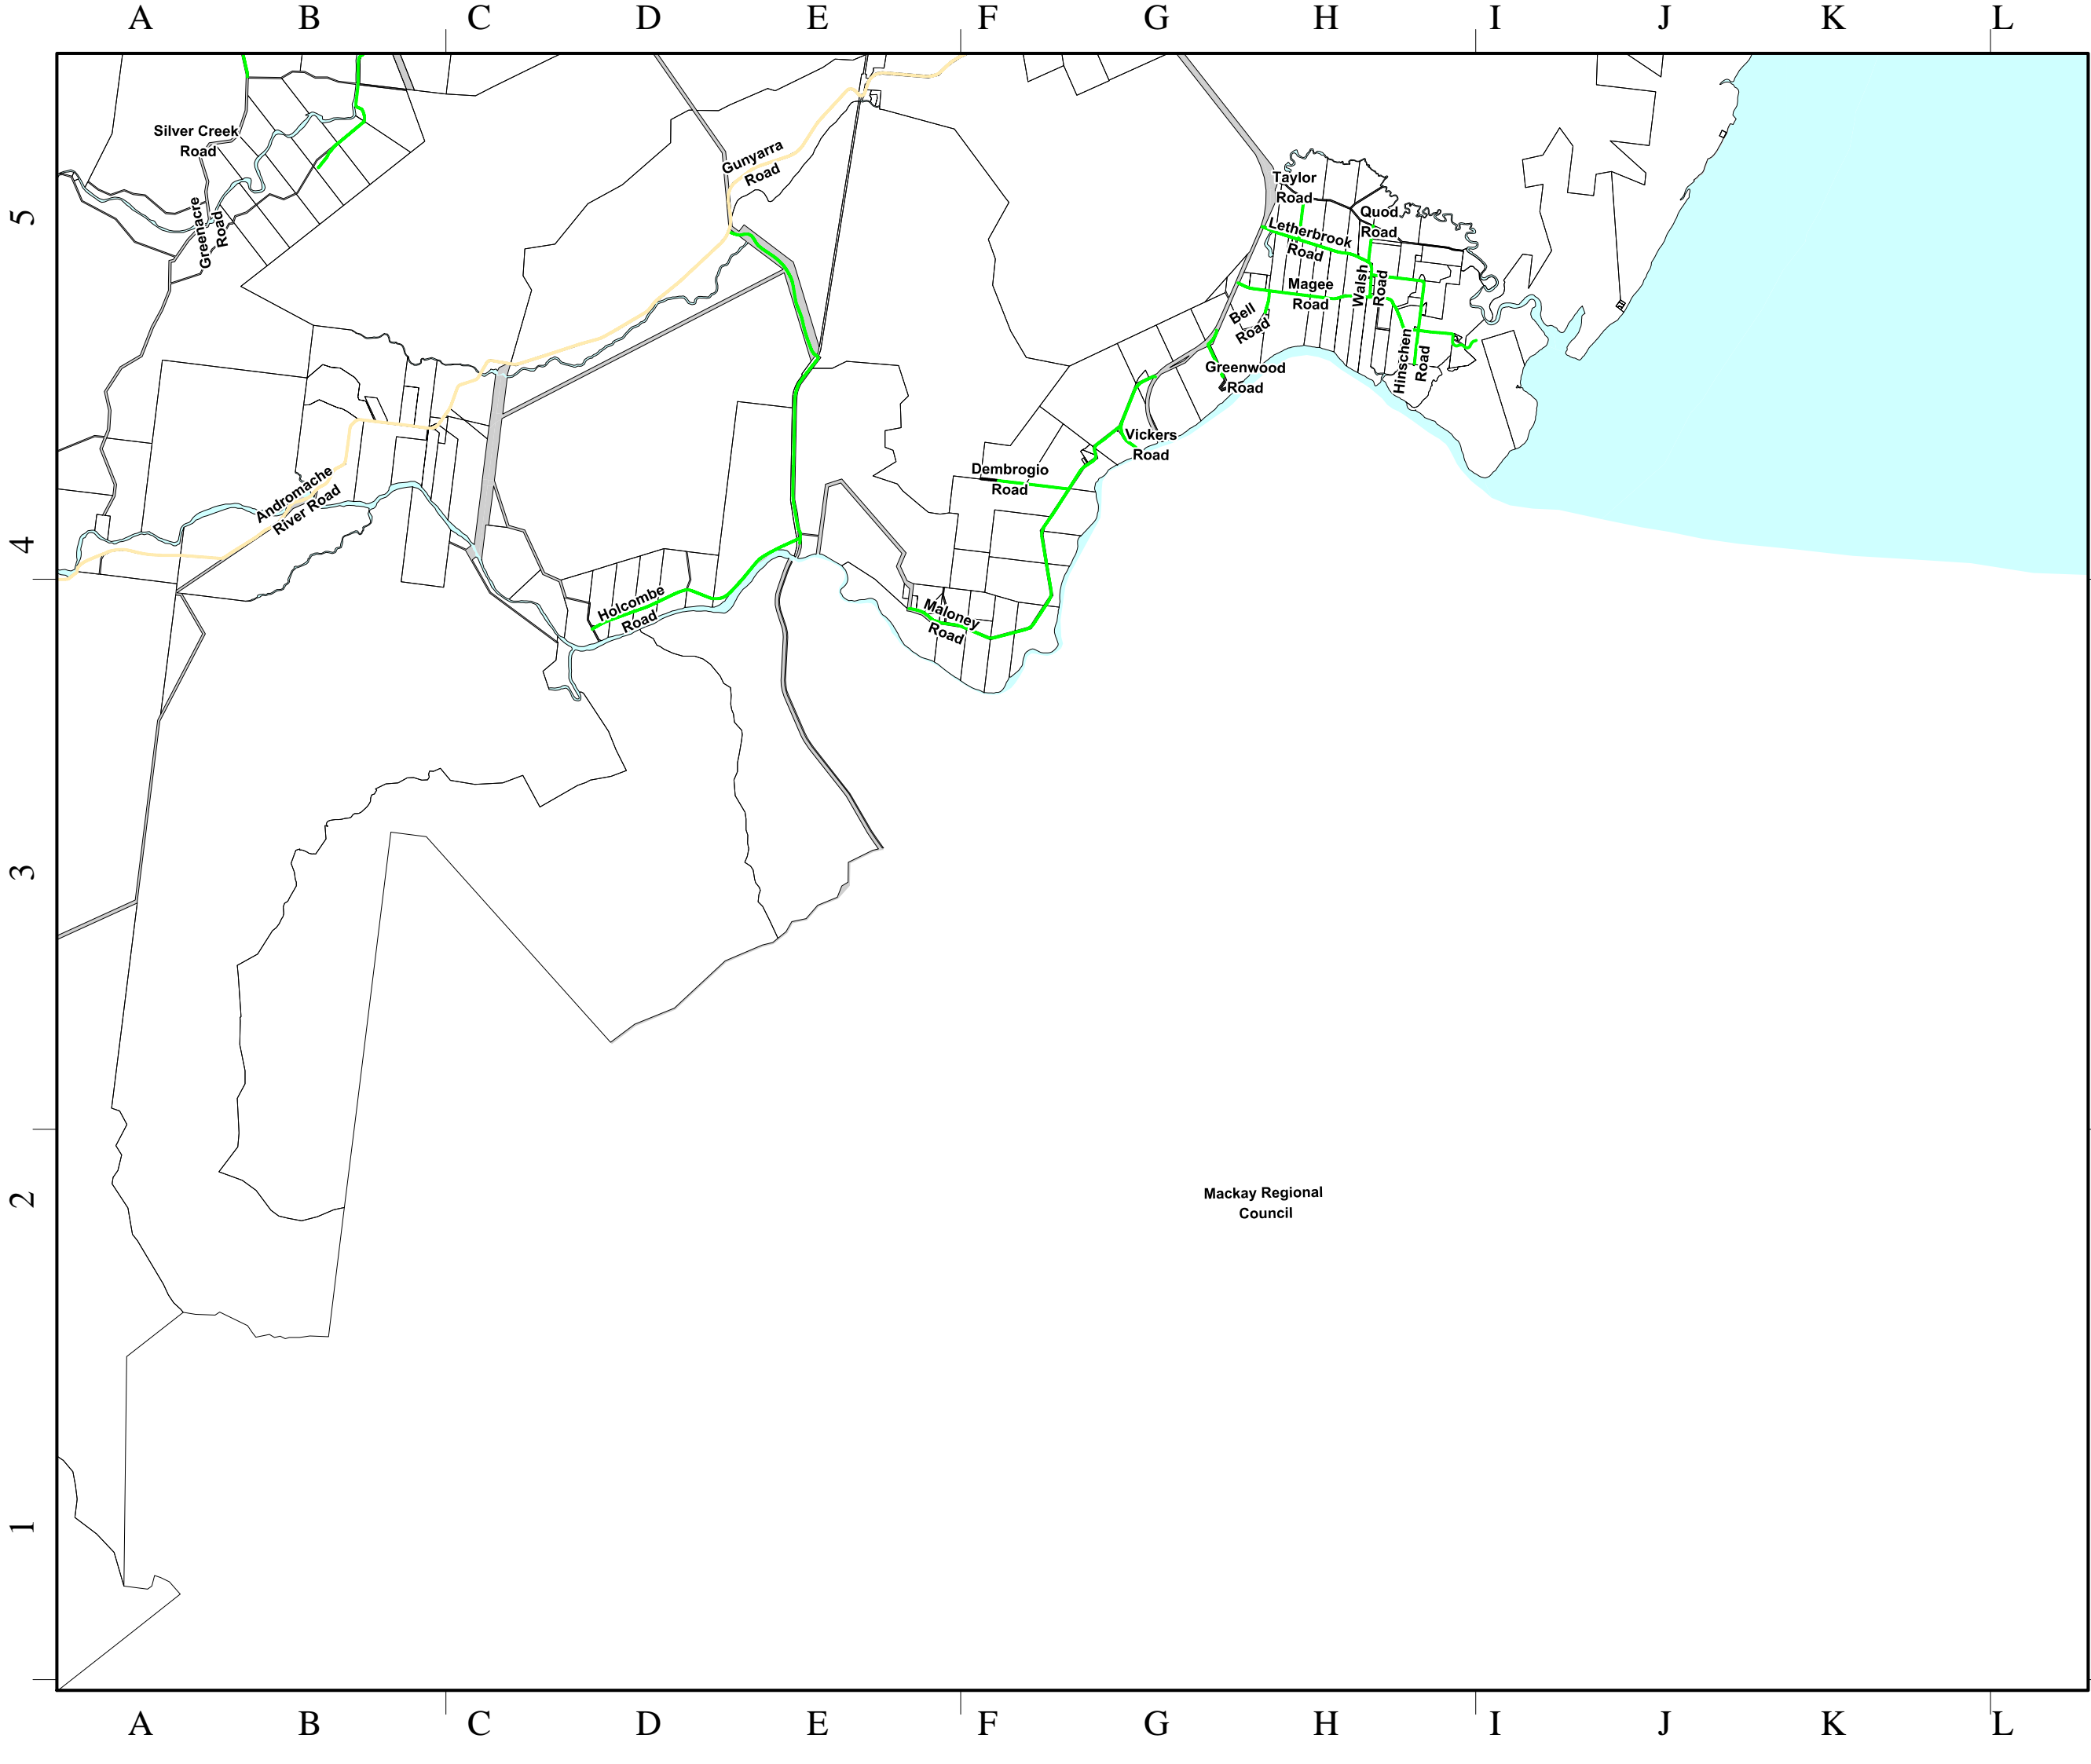 A B C D E F G H I J K L
Silver Creek
Road
Gunyarra
Road
Taylor
Road
5
Greenacre
Road
Quod
Road
Letherbrook
Road
Walsh
Road
Magee
Road
Bell
Road
Hinschen
Road
Greenwood
Road
Vickers
Road
Dembrogio
Road
Andromache
River Road
4
Holcombe
Road
Maloney
Road
3
2
Mackay Regional
Council
1
A B C D E F G H I J K L